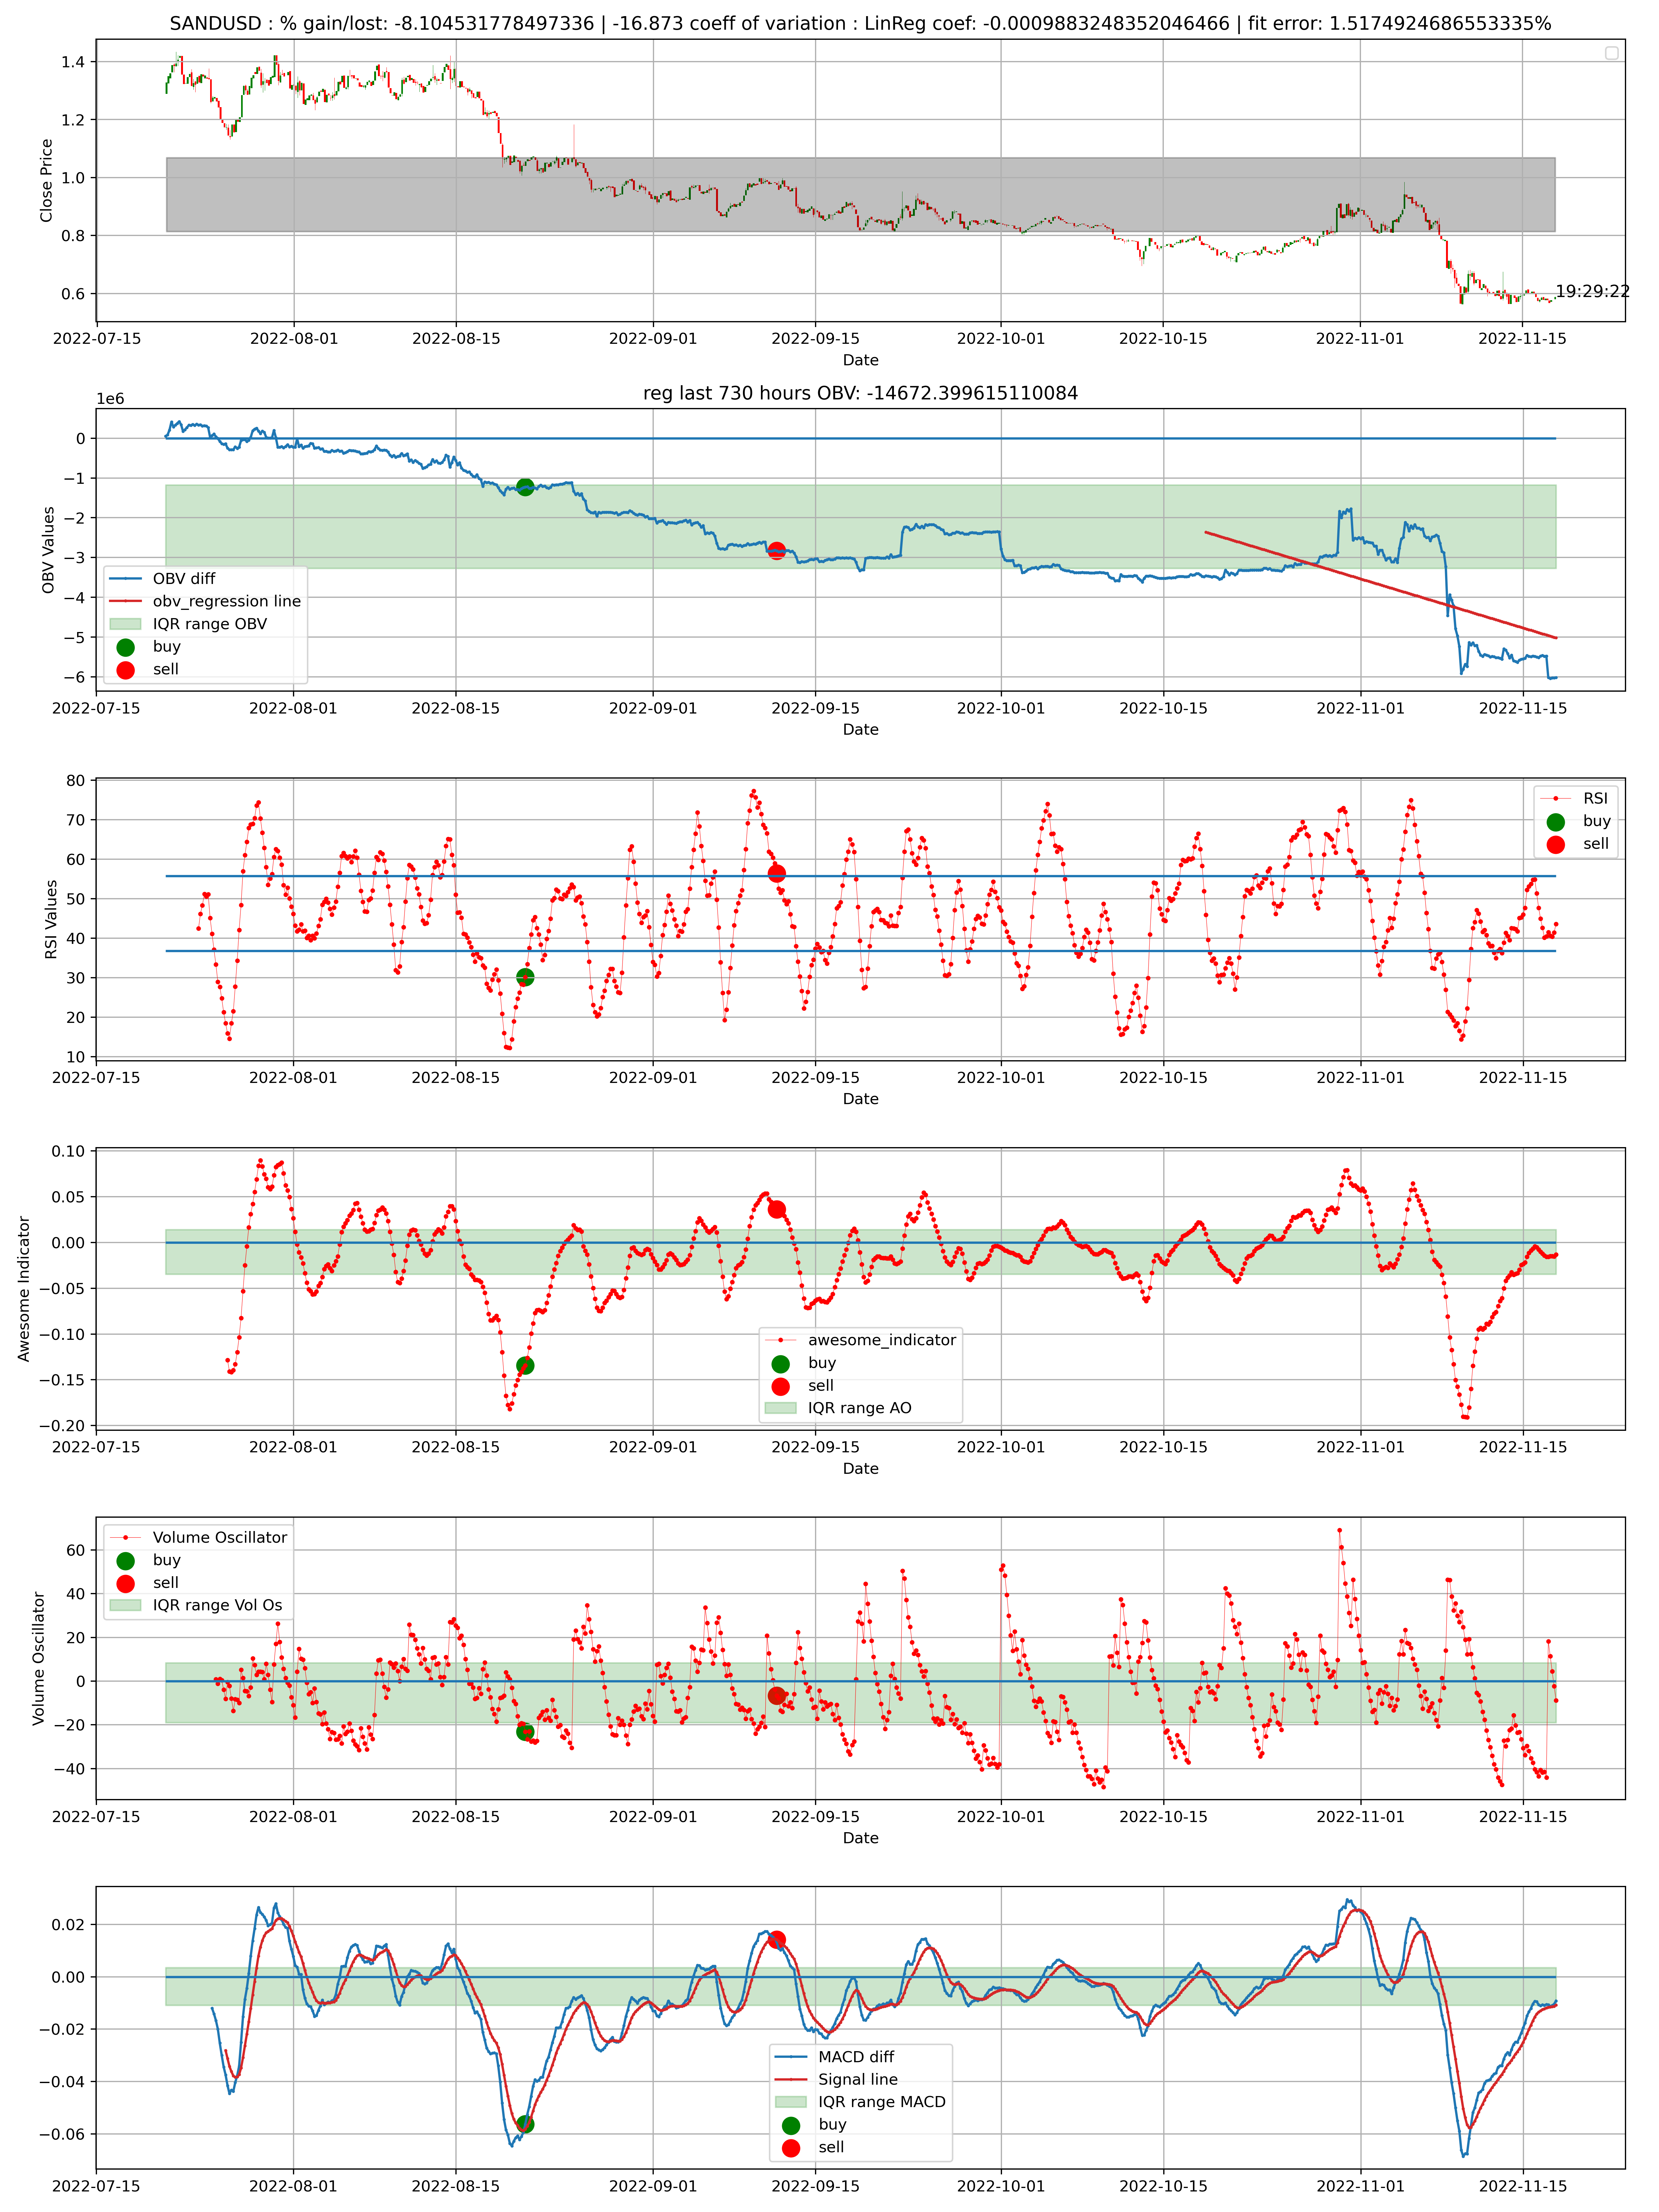 SANDUSD : % gain/lost: -8.104531778497336 | -16.873 coeff of variation : LinReg coef: -0.0009883248352046466 | fit error: 1.5174924686553335%
Close Price
1.4
1.2
1.0
0.8
0.6
19:29:22
2022-07-15 2022-08-01 2022-08-15 2022-09-01 2022-09-15 2022-10-01 2022-10-15 2022-11-01 2022-11-15
Date
reg last 730 hours OBV: -14672.399615110084
1e6
OBV Values
0
−1
−2
−3
−4
−5
−6
OBV diff
obv_regression line
IQR range OBV
buy
sell
2022-07-15 2022-08-01 2022-08-15 2022-09-01 2022-09-15 2022-10-01 2022-10-15 2022-11-01 2022-11-15
Date
RSI Values
80
70
60
50
40
30
20
10
RSI
buy
sell
2022-07-15 2022-08-01 2022-08-15 2022-09-01 2022-09-15 2022-10-01 2022-10-15 2022-11-01 2022-11-15
Date
Awesome Indicator
0.10
0.05
0.00
−0.05
−0.10
−0.15
−0.20
awesome_indicator
buy
sell
IQR range AO
2022-07-15 2022-08-01 2022-08-15 2022-09-01 2022-09-15 2022-10-01 2022-10-15 2022-11-01 2022-11-15
Date
Volume Oscillator
60
40
20
0
−20
−40
Volume Oscillator
buy
sell
IQR range Vol Os
2022-07-15 2022-08-01 2022-08-15 2022-09-01 2022-09-15 2022-10-01 2022-10-15 2022-11-01 2022-11-15
Date
0.02
0.00
−0.02
−0.04
−0.06
MACD diff
Signal line
IQR range MACD
buy
sell
2022-07-15 2022-08-01 2022-08-15 2022-09-01 2022-09-15 2022-10-01 2022-10-15 2022-11-01 2022-11-15